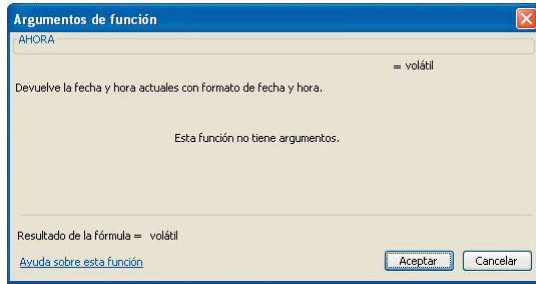 Argumentos de función
AHORA
= volátil
Devuelve la fecha y hora actuales con formato de fecha y hora.
Esta función no tiene argumentos.
Resultado de la fórmula = volátil
Ayuda sobre esta función
Aceptar Cancelar